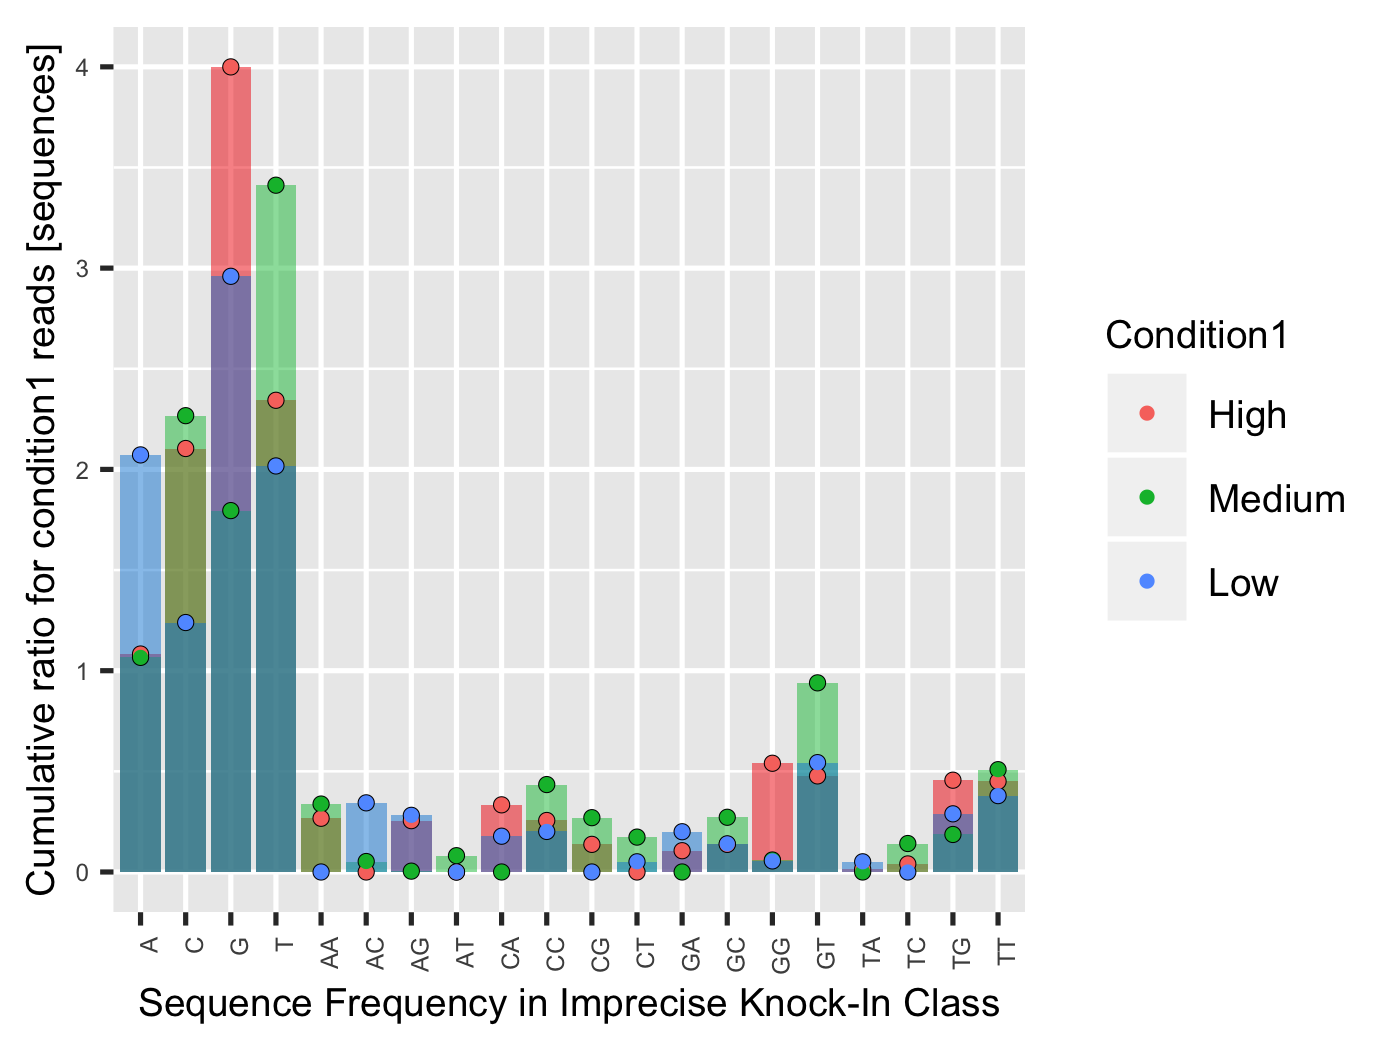 Cumulative ratio for condition1 reads [sequences]
4
3
2
1
0
A C G T AA AC AG AT CA CC CG CT GA GC GG GT TA TC TG TT
Sequence Frequency in Imprecise Knock-In Class
Condition1
High
Medium
Low